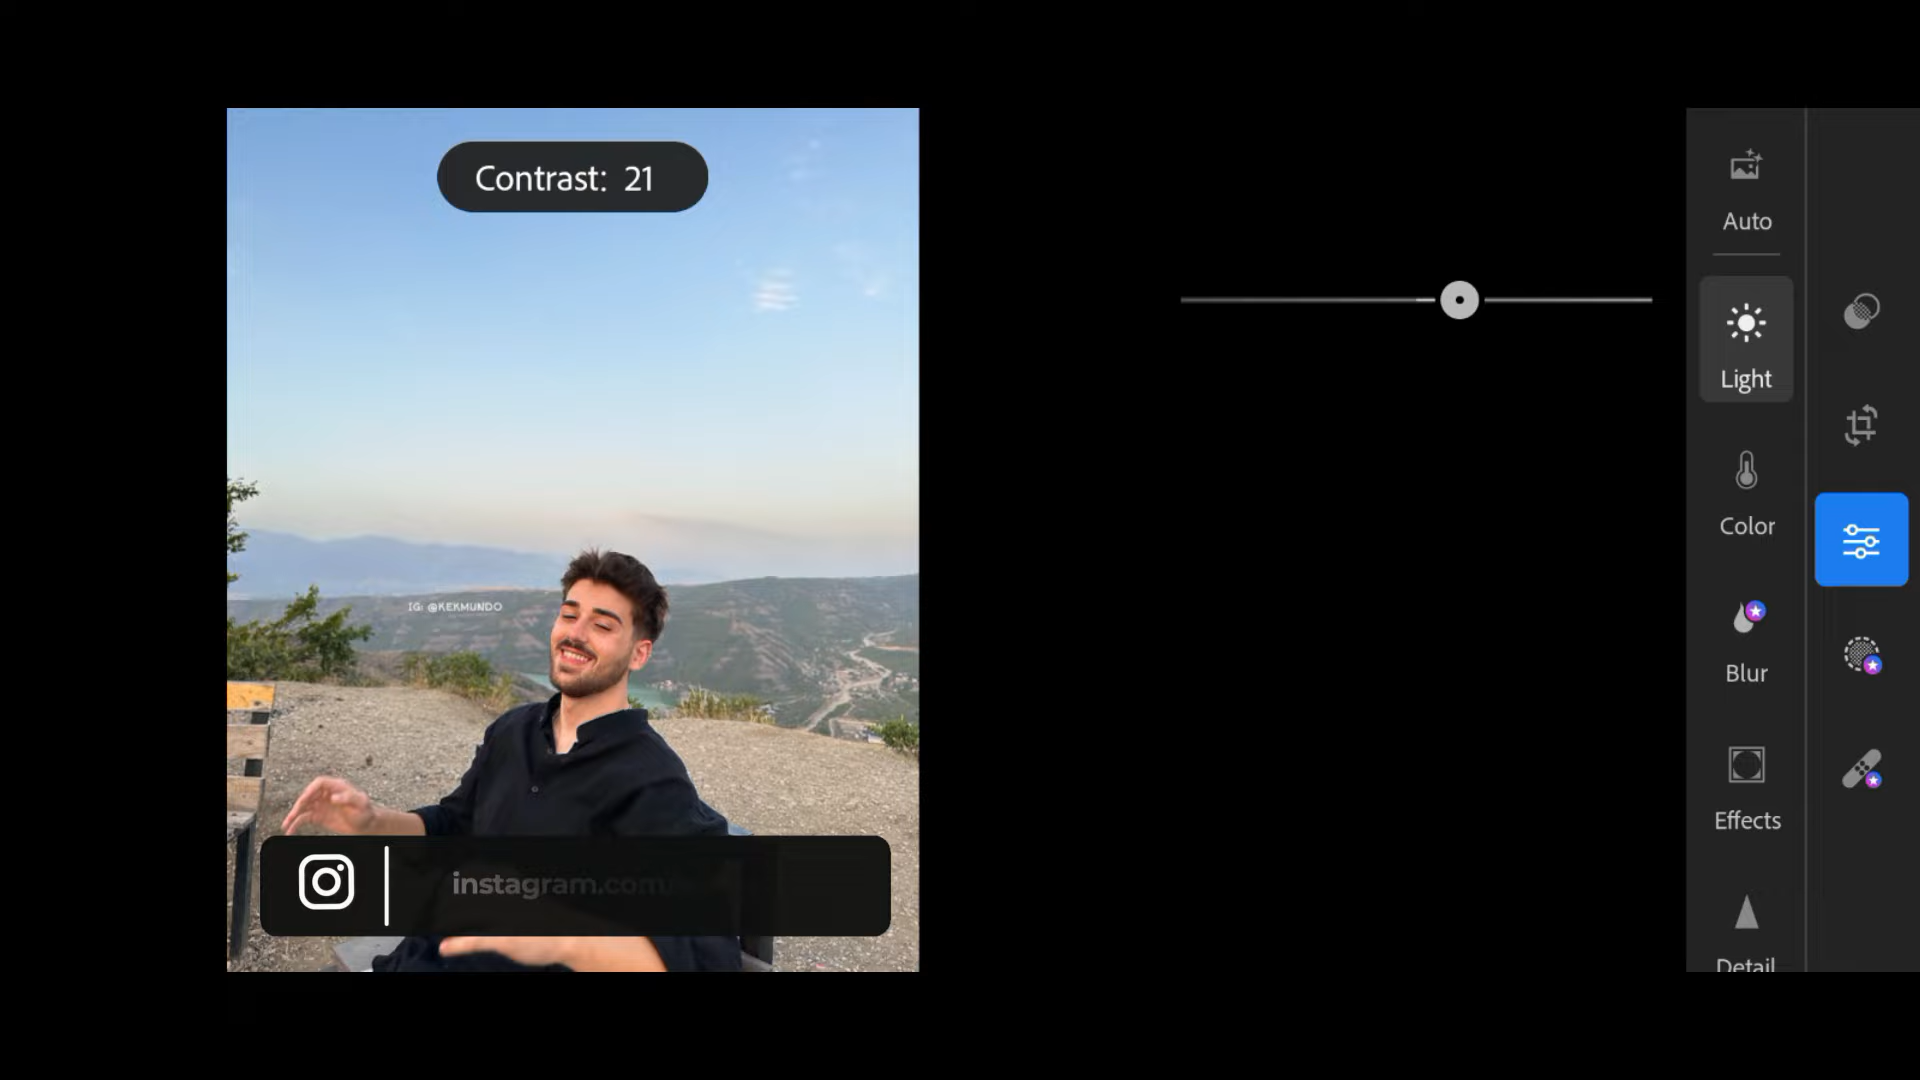 Contrast: 21
Auto
Light
Color
Blur
Effects
Detail
IG: @KEKMUNDO
instagram.com